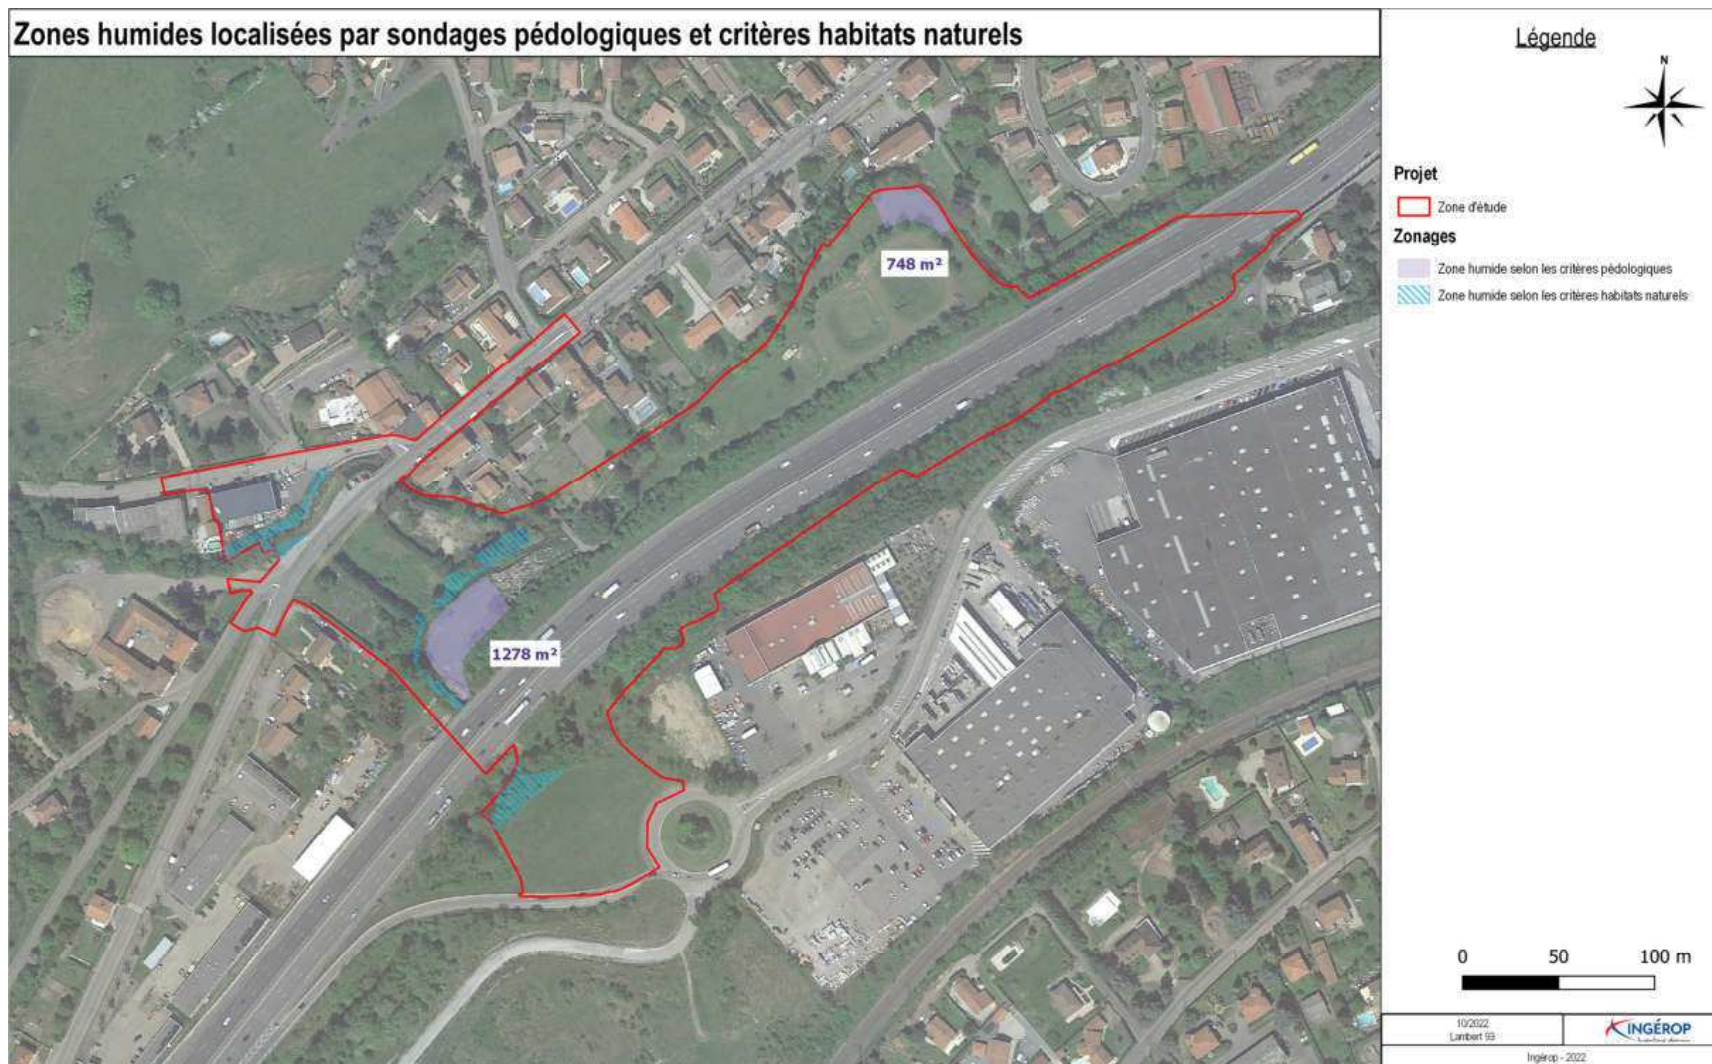 Zones humides localisées par sondages pédologiques et critères habitats naturels
Légende
N
Projet
Zone d'étude
Zonages
Zone humide selon les critères pédologiques
Zone humide selon les critères habitats naturels
748 m²
1278 m²
0 50 100 m
10/2022
Lambert 93
INGÉROP
Ingérop - 2022